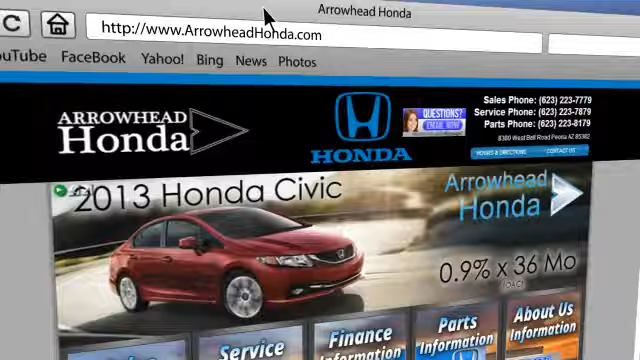 Arrowhead Honda
http://www.ArrowheadHonda.com
YouTube FaceBook Yahoo! Bing News Photos
ARROWHEAD
Honda
HONDA
QUESTIONS?
EMAIL NOW
Sales Phone: (623) 223-7779
Service Phone: (623) 223-7879
Parts Phone: (623) 223-8179
8380 West Bell Road Peoria AZ 85382
HOURS & DIRECTIONS CONTACT US
2013 Honda Civic
Arrowhead
Honda
0.9% x 36 Mo
(OAC)
Service
Finance
Information
Parts
Information
About Us
Information